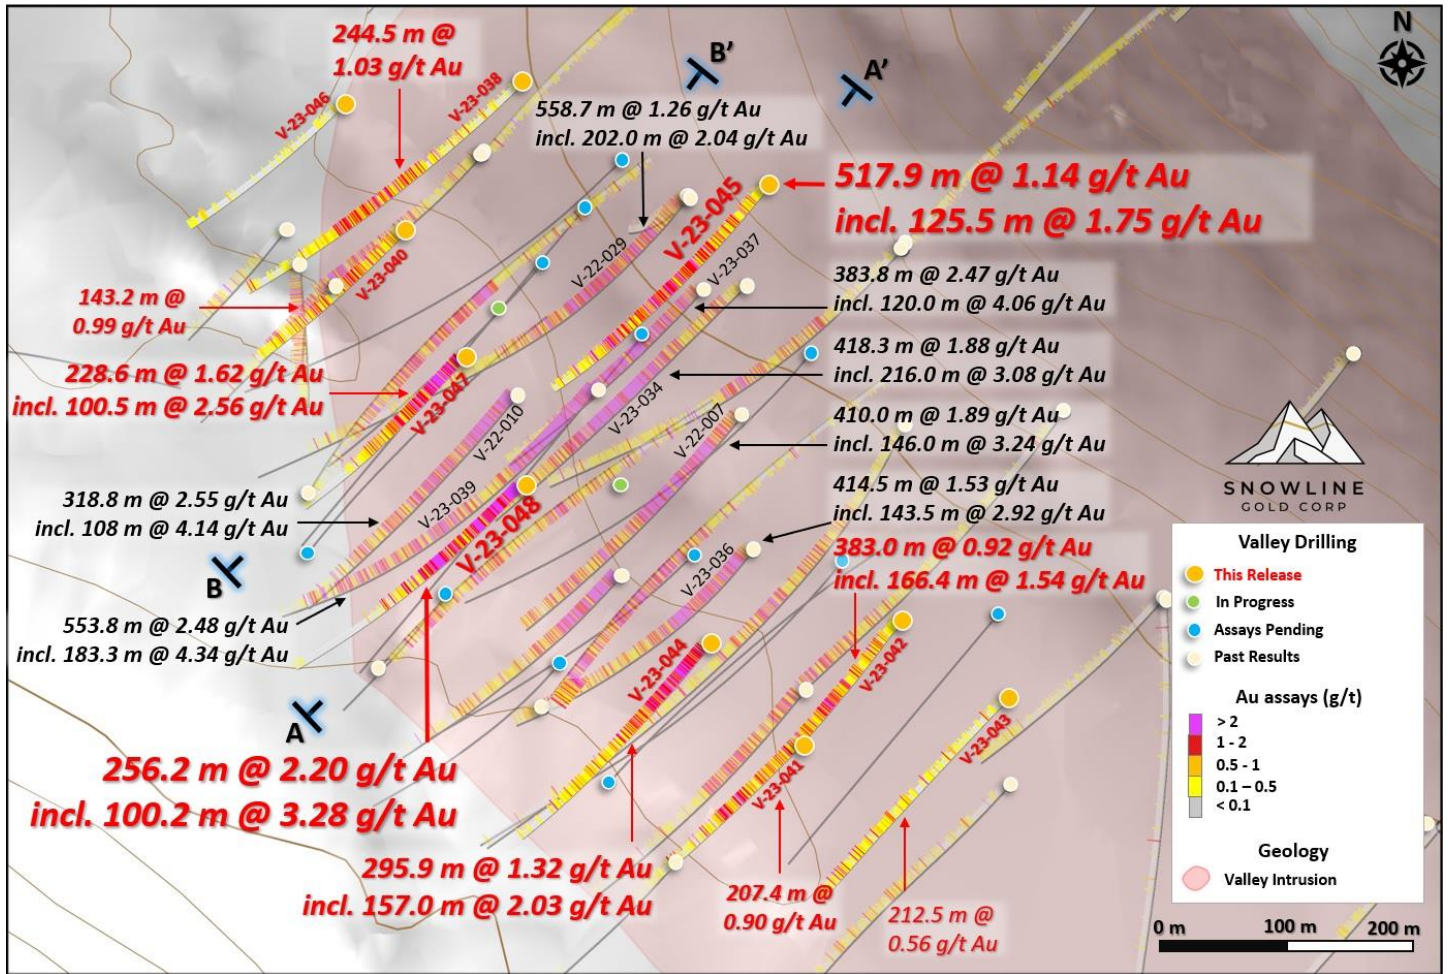 244.5 m @
1.03 g/t Au
N
B’
A’
V-23-046
V-23-038
558.7 m @ 1.26 g/t Au
incl. 202.0 m @ 2.04 g/t Au
517.9 m @ 1.14 g/t Au
incl. 125.5 m @ 1.75 g/t Au
V-23-045
V-22-029
V-23-037
V-23-040
383.8 m @ 2.47 g/t Au
incl. 120.0 m @ 4.06 g/t Au
143.2 m @
0.99 g/t Au
418.3 m @ 1.88 g/t Au
incl. 216.0 m @ 3.08 g/t Au
228.6 m @ 1.62 g/t Au
incl. 100.5 m @ 2.56 g/t Au
V-23-047
V-22-010
V-23-034
V-22-007
410.0 m @ 1.89 g/t Au
incl. 146.0 m @ 3.24 g/t Au
318.8 m @ 2.55 g/t Au
incl. 108 m @ 4.14 g/t Au
V-23-039
V-23-048
414.5 m @ 1.53 g/t Au
incl. 143.5 m @ 2.92 g/t Au
V-23-036
383.0 m @ 0.92 g/t Au
incl. 166.4 m @ 1.54 g/t Au
B
553.8 m @ 2.48 g/t Au
incl. 183.3 m @ 4.34 g/t Au
V-23-044
V-23-042
A
V-23-043
V-23-041
256.2 m @ 2.20 g/t Au
incl. 100.2 m @ 3.28 g/t Au
295.9 m @ 1.32 g/t Au
incl. 157.0 m @ 2.03 g/t Au
207.4 m @
0.90 g/t Au
212.5 m @
0.56 g/t Au
SNOWLINE
GOLD CORP
Valley Drilling
This Release
In Progress
Assays Pending
Past Results
Au assays (g/t)
> 2
1 - 2
0.5 - 1
0.1 – 0.5
< 0.1
Geology
Valley Intrusion
0 m 100 m 200 m